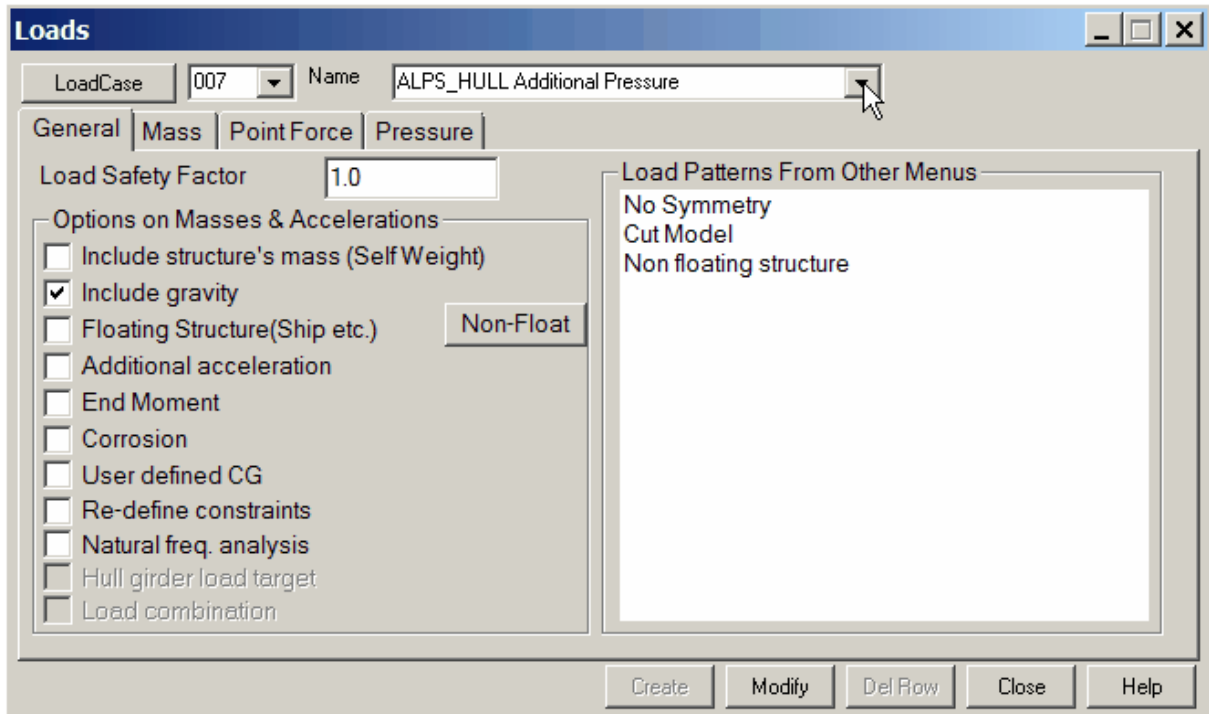 Loads
LoadCase 007 Name ALPS_HULL Additional Pressure
General Mass Point Force Pressure
Load Safety Factor 1.0
Options on Masses & Accelerations
Include structure's mass (Self Weight)
Include gravity
Floating Structure(Ship etc.) Non-Float
Additional acceleration
End Moment
Corrosion
User defined CG
Re-define constraints
Natural freq. analysis
Hull girder load target
Load combination
Load Patterns From Other Menus
No Symmetry
Cut Model
Non floating structure
Create Modify Del Row Close Help